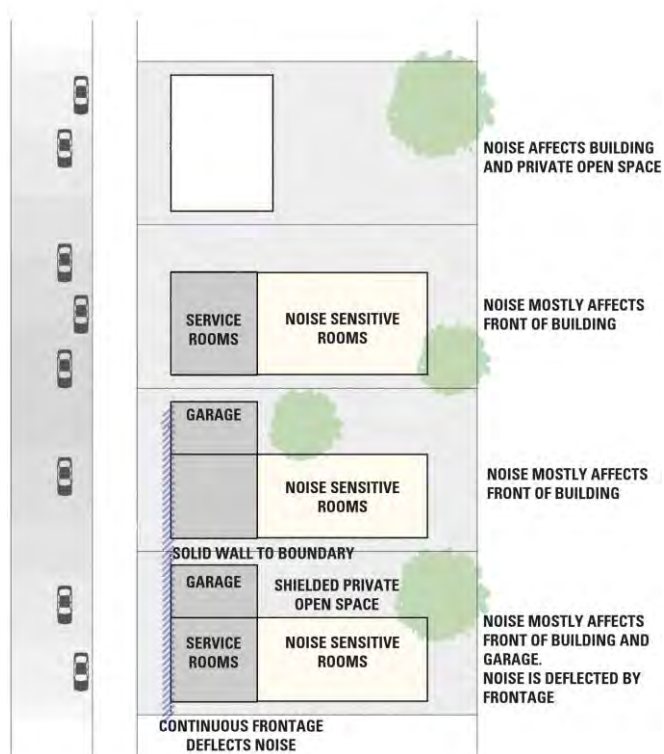 NOISE AFFECTS BUILDING
AND PRIVATE OPEN SPACE
SERVICE
ROOMS
NOISE SENSITIVE
ROOMS
NOISE MOSTLY AFFECTS
FRONT OF BUILDING
GARAGE
NOISE SENSITIVE
ROOMS
NOISE MOSTLY AFFECTS
FRONT OF BUILDING
SOLID WALL TO BOUNDARY
GARAGE
SHIELDED PRIVATE
OPEN SPACE
SERVICE
ROOMS
NOISE SENSITIVE
ROOMS
NOISE MOSTLY AFFECTS
FRONT OF BUILDING AND
GARAGE.
NOISE IS DEFLECTED BY
FRONTAGE
CONTINUOUS FRONTAGE
DEFLECTS NOISE